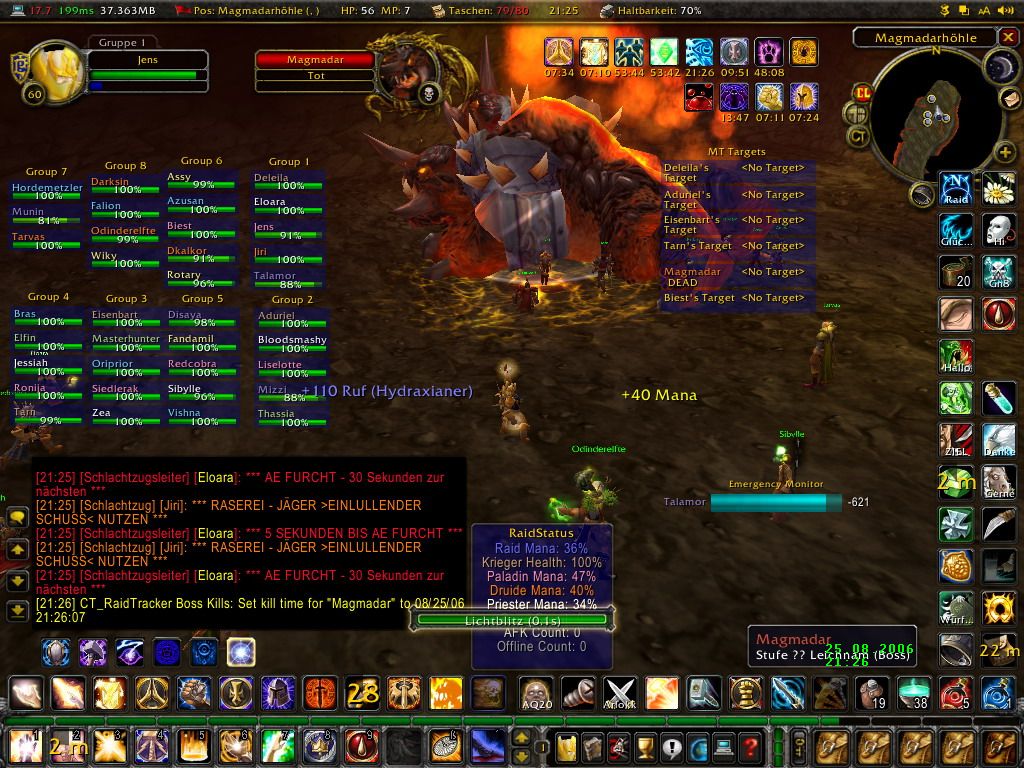 17.7 199ms 37.363MB Pos: Magmadarhöhle (, ) HP: 56 MP: 7 Taschen: 79/80 21:25 Haltbarkeit: 70%
Gruppe 1
Jens
60
Magmadar
Tot
07:34 07:10 53:44 53:42 21:26 09:51 48:08
13:47 07:11 07:24
Magmadarhöhle
N
CL
CT
MT Targets
Deleila's Target <No Target>
Aduriel's Target <No Target>
Eisenbart's Target <No Target>
Tarn's Target <No Target>
Magmadar <No Target>
DEAD
Biest's Target <No Target>
Group 7
Hordemetzler 100%
Munin 81%
Tarvas 100%
Group 8
Darksin 100%
Falion 100%
Odinderelfte 99%
Wiky 100%
Group 6
Assy 99%
Azusan 100%
Biest 100%
Dkalkor 91%
Rotary 96%
Group 1
Deleila 100%
Eloara 100%
Jens 91%
Jiri 100%
Talamor 88%
Group 4
Bras 100%
Elfin 100%
Jessiah 100%
Ronija 100%
Tarn 99%
Group 3
Eisenbart 100%
Masterhunter 100%
Oriprior 100%
Siedlerak 100%
Zea 100%
Group 5
Disaya 98%
Fandamil 100%
Redcobra 100%
Sibylle 96%
Vishna 100%
Group 2
Aduriel 100%
Bloodsmashy 100%
Liselotte 100%
Mizzi 88%
Thassia 100%
+110 Ruf (Hydraxianer)
+40 Mana
Odinderelfte
Sibylle
Emergency Monitor
Talamor -621
[21:25] [Schlachtzugsleiter] [Eloara]: *** AE FURCHT - 30 Sekunden zur
nächsten ***
[21:25] [Schlachtzug] [Jiri]: *** RASEREI - JÄGER >EINLULLENDER
SCHUSS< NUTZEN ***
[21:25] [Schlachtzugsleiter] [Eloara]: *** 5 SEKUNDEN BIS AE FURCHT ***
[21:25] [Schlachtzug] [Jiri]: *** RASEREI - JÄGER >EINLULLENDER
SCHUSS< NUTZEN ***
[21:25] [Schlachtzugsleiter] [Eloara]: *** AE FURCHT - 30 Sekunden zur
nächsten ***
[21:26] CT_RaidTracker Boss Kills: Set kill time for "Magmadar" to 08/25/06
21:26:07
RaidStatus
Raid Mana: 36%
Krieger Health: 100%
Paladin Mana: 47%
Druide Mana: 40%
Priester Mana: 34%
Lichtblitz (0.1s)
AFK Count: 0
Offline Count: 0
Magmadar
Stufe ?? Leichnam (Boss)
25.08.2006
21:26
Raid
Hi
20
Hallo
ZIEL
Danke
2 m
Gerne
22 m
28
AQ20
Arlokk
19
38
5
1
2 m